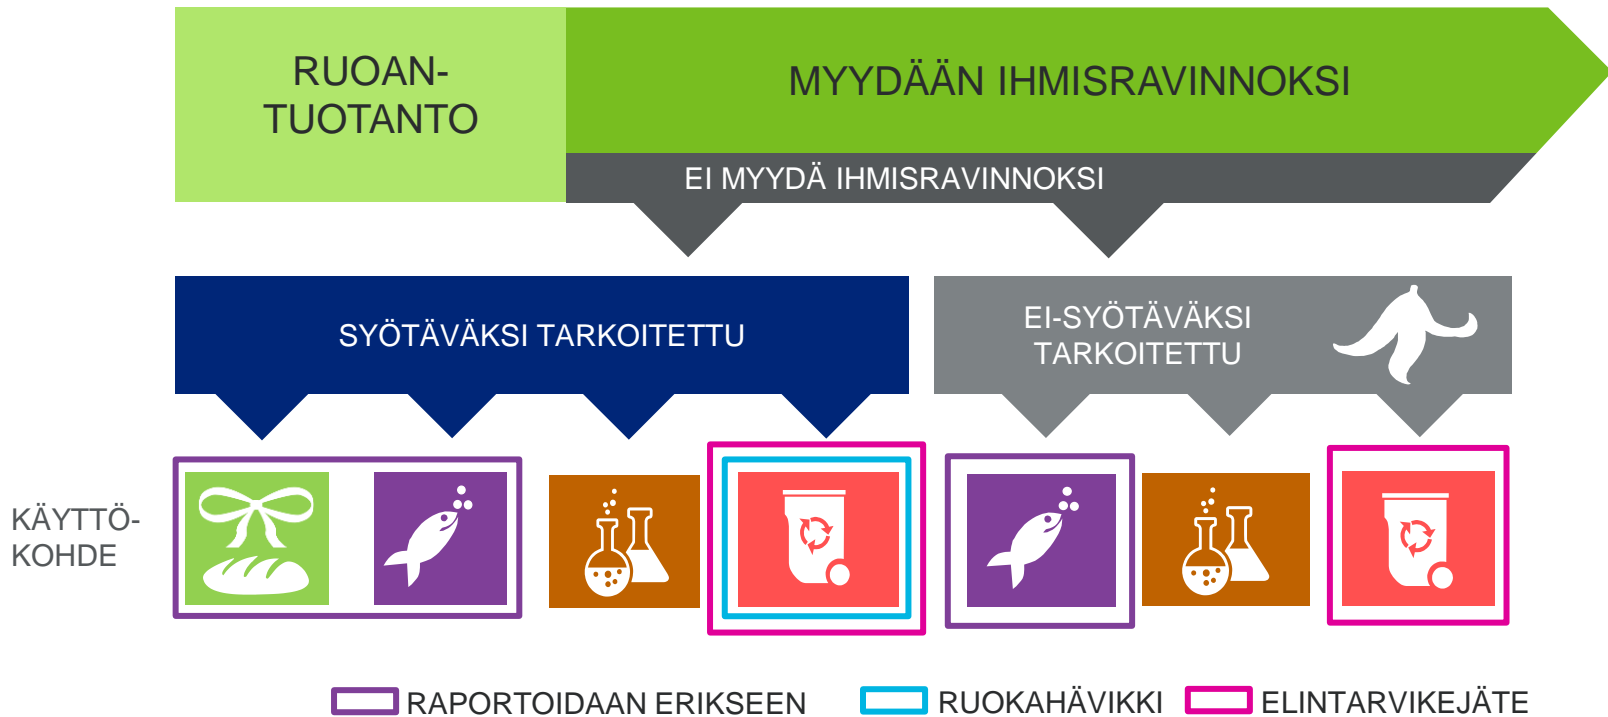 RUOAN-
TUOTANTO
MYYDÄÄN IHMISRAVINNOKSI
EI MYYDÄ IHMISRAVINNOKSI
SYÖTÄVÄKSI TARKOITETTU
EI-SYÖTÄVÄKSI
TARKOITETTU
KÄYTTÖ-
KOHDE
RAPORTOIDAAN ERIKSEEN
RUOKAHÄVIKKI
ELINTARVIKEJÄTE